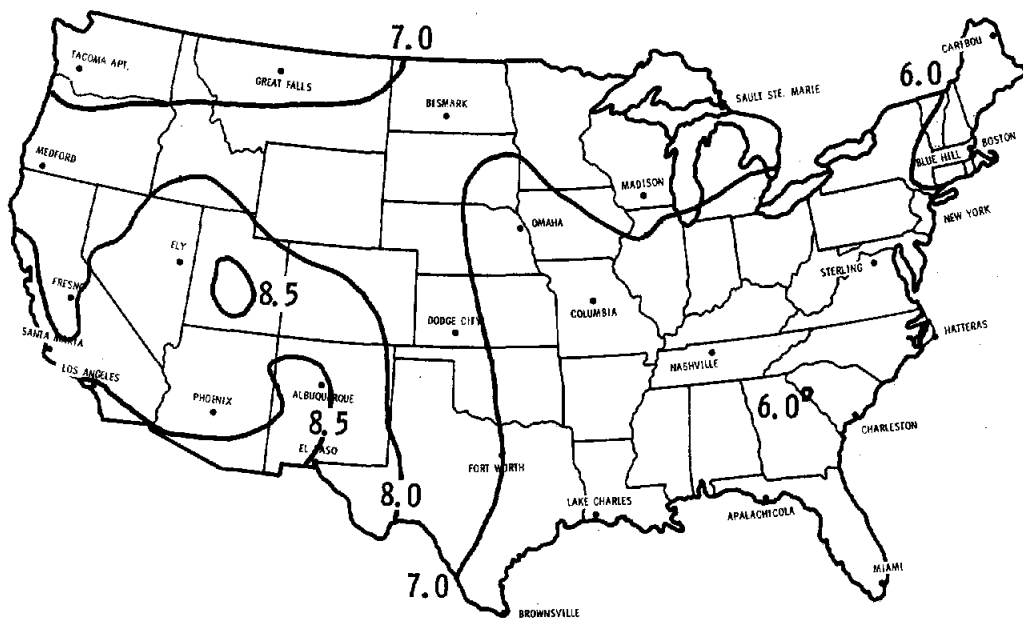 7.0
CARIBOU
TACOMA APT.
GREAT FALLS
6.0
BISMARK
SAULT STE. MARIE
MEDFORD
BLUE HILL
BOSTON
MADISON
NEW YORK
OMAHA
ELY
STERLING
FRESNO
8.5
COLUMBIA
DODGE CITY
HATTERAS
SANTA MARIA
NASHVILLE
LOS ANGELES
PHOENIX
ALBUQUERQUE
6.0
8.5
CHARLESTON
EL PASO
FORT WORTH
8.0
LAKE CHARLES
APALACHICOLA
MIAMI
7.0
BROWNSVILLE